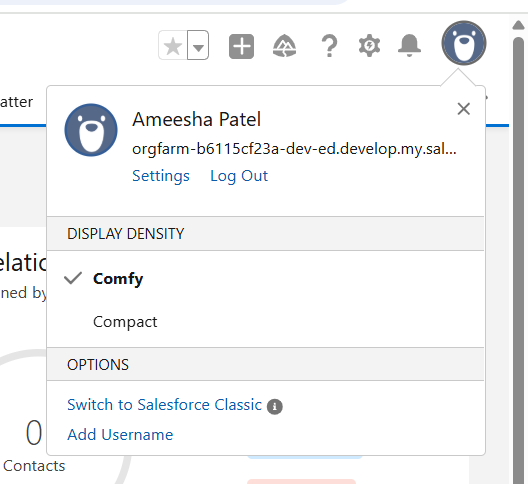 atter
Ameesha Patel
orgfarm-b6115cf23a-dev-ed.develop.my.sal...
Settings Log Out
DISPLAY DENSITY
elatio
ned by
Comfy
Compact
OPTIONS
Switch to Salesforce Classic
Add Username
0
Contacts